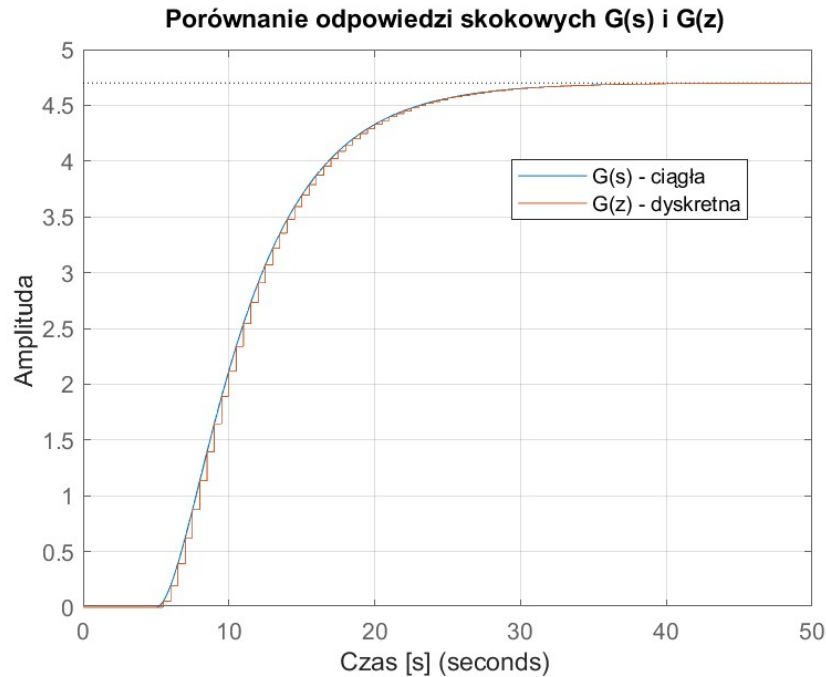 Porównanie odpowiedzi skokowych G(s) i G(z)
5
4.5
4
3.5
3
2.5
2
1.5
1
0.5
0
Amplituda
G(s) - ciągła
G(z) - dyskretna
0 10 20 30 40 50
Czas [s] (seconds)